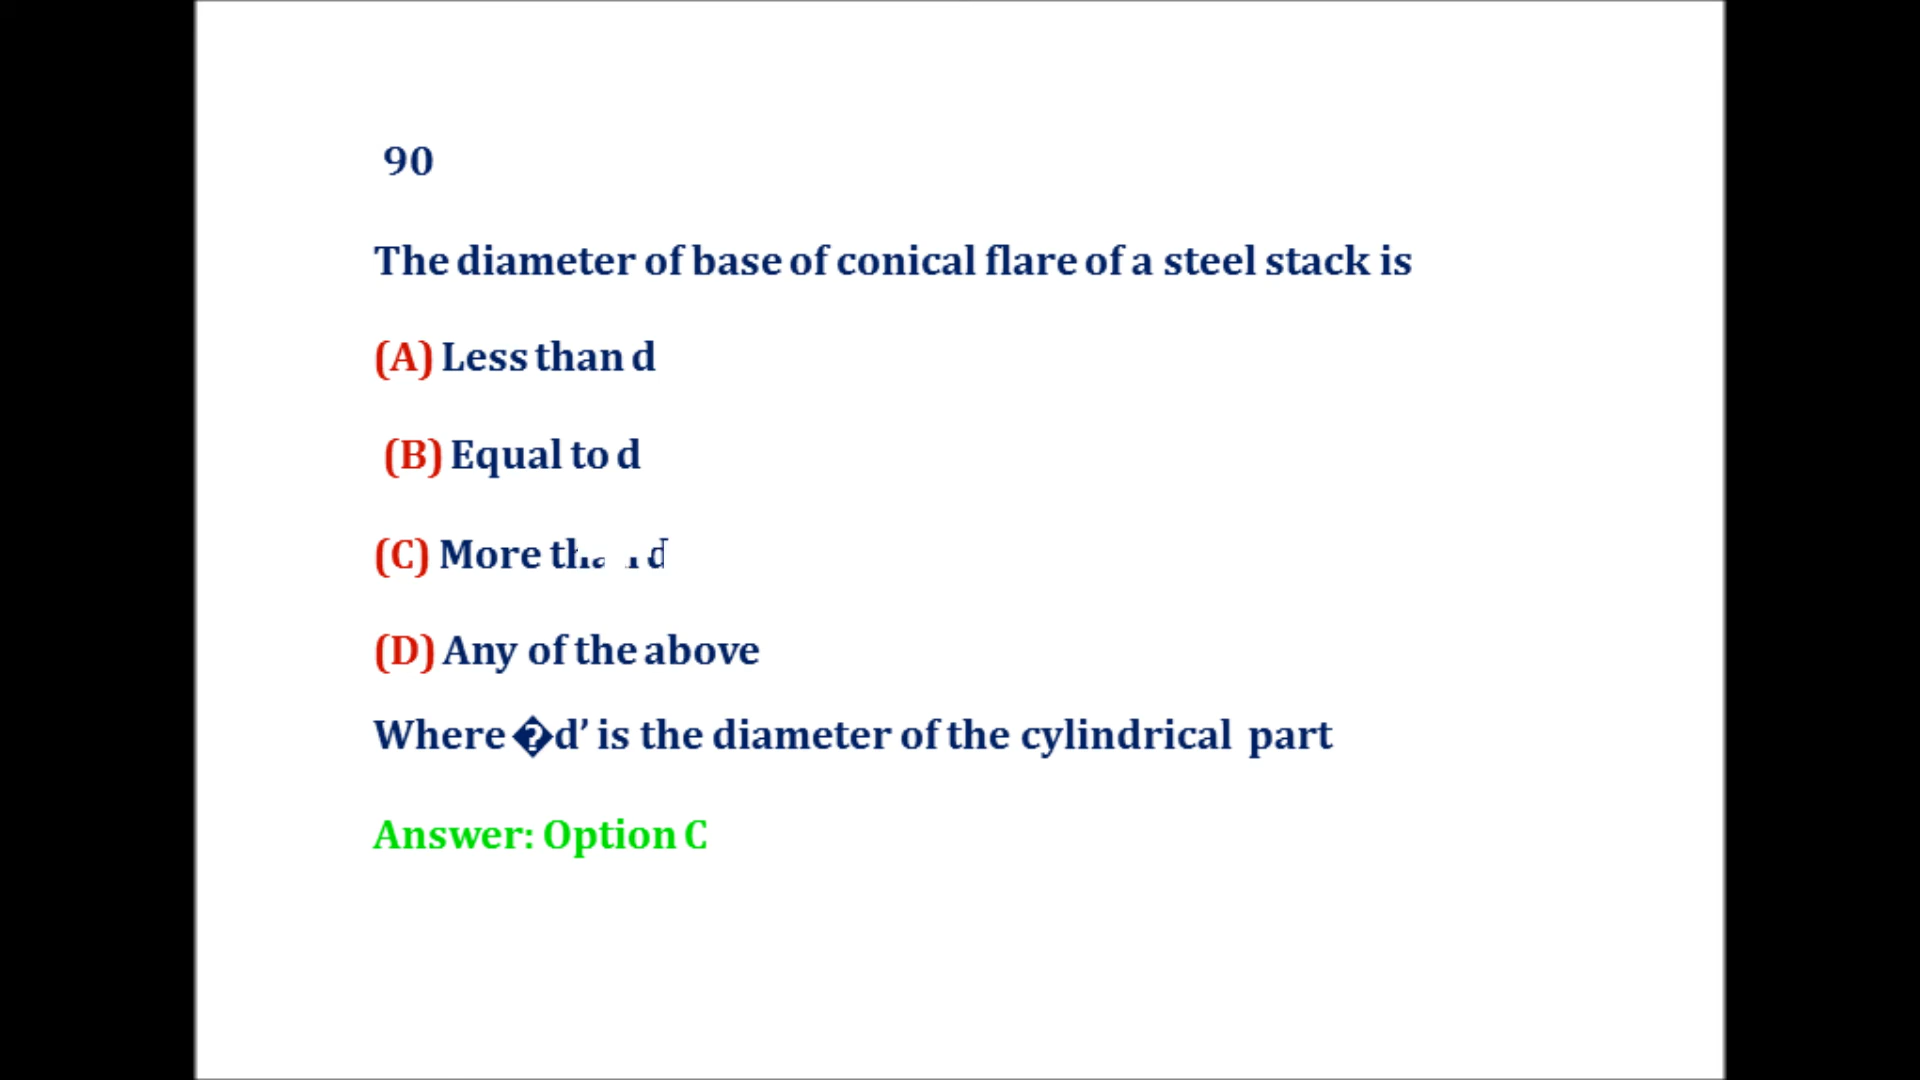 90
The diameter of base of conical flare of a steel stack is
(A) Less than d
(B) Equal to d
(C) More than d
(D) Any of the above
Where �d’ is the diameter of the cylindrical part
Answer: Option C